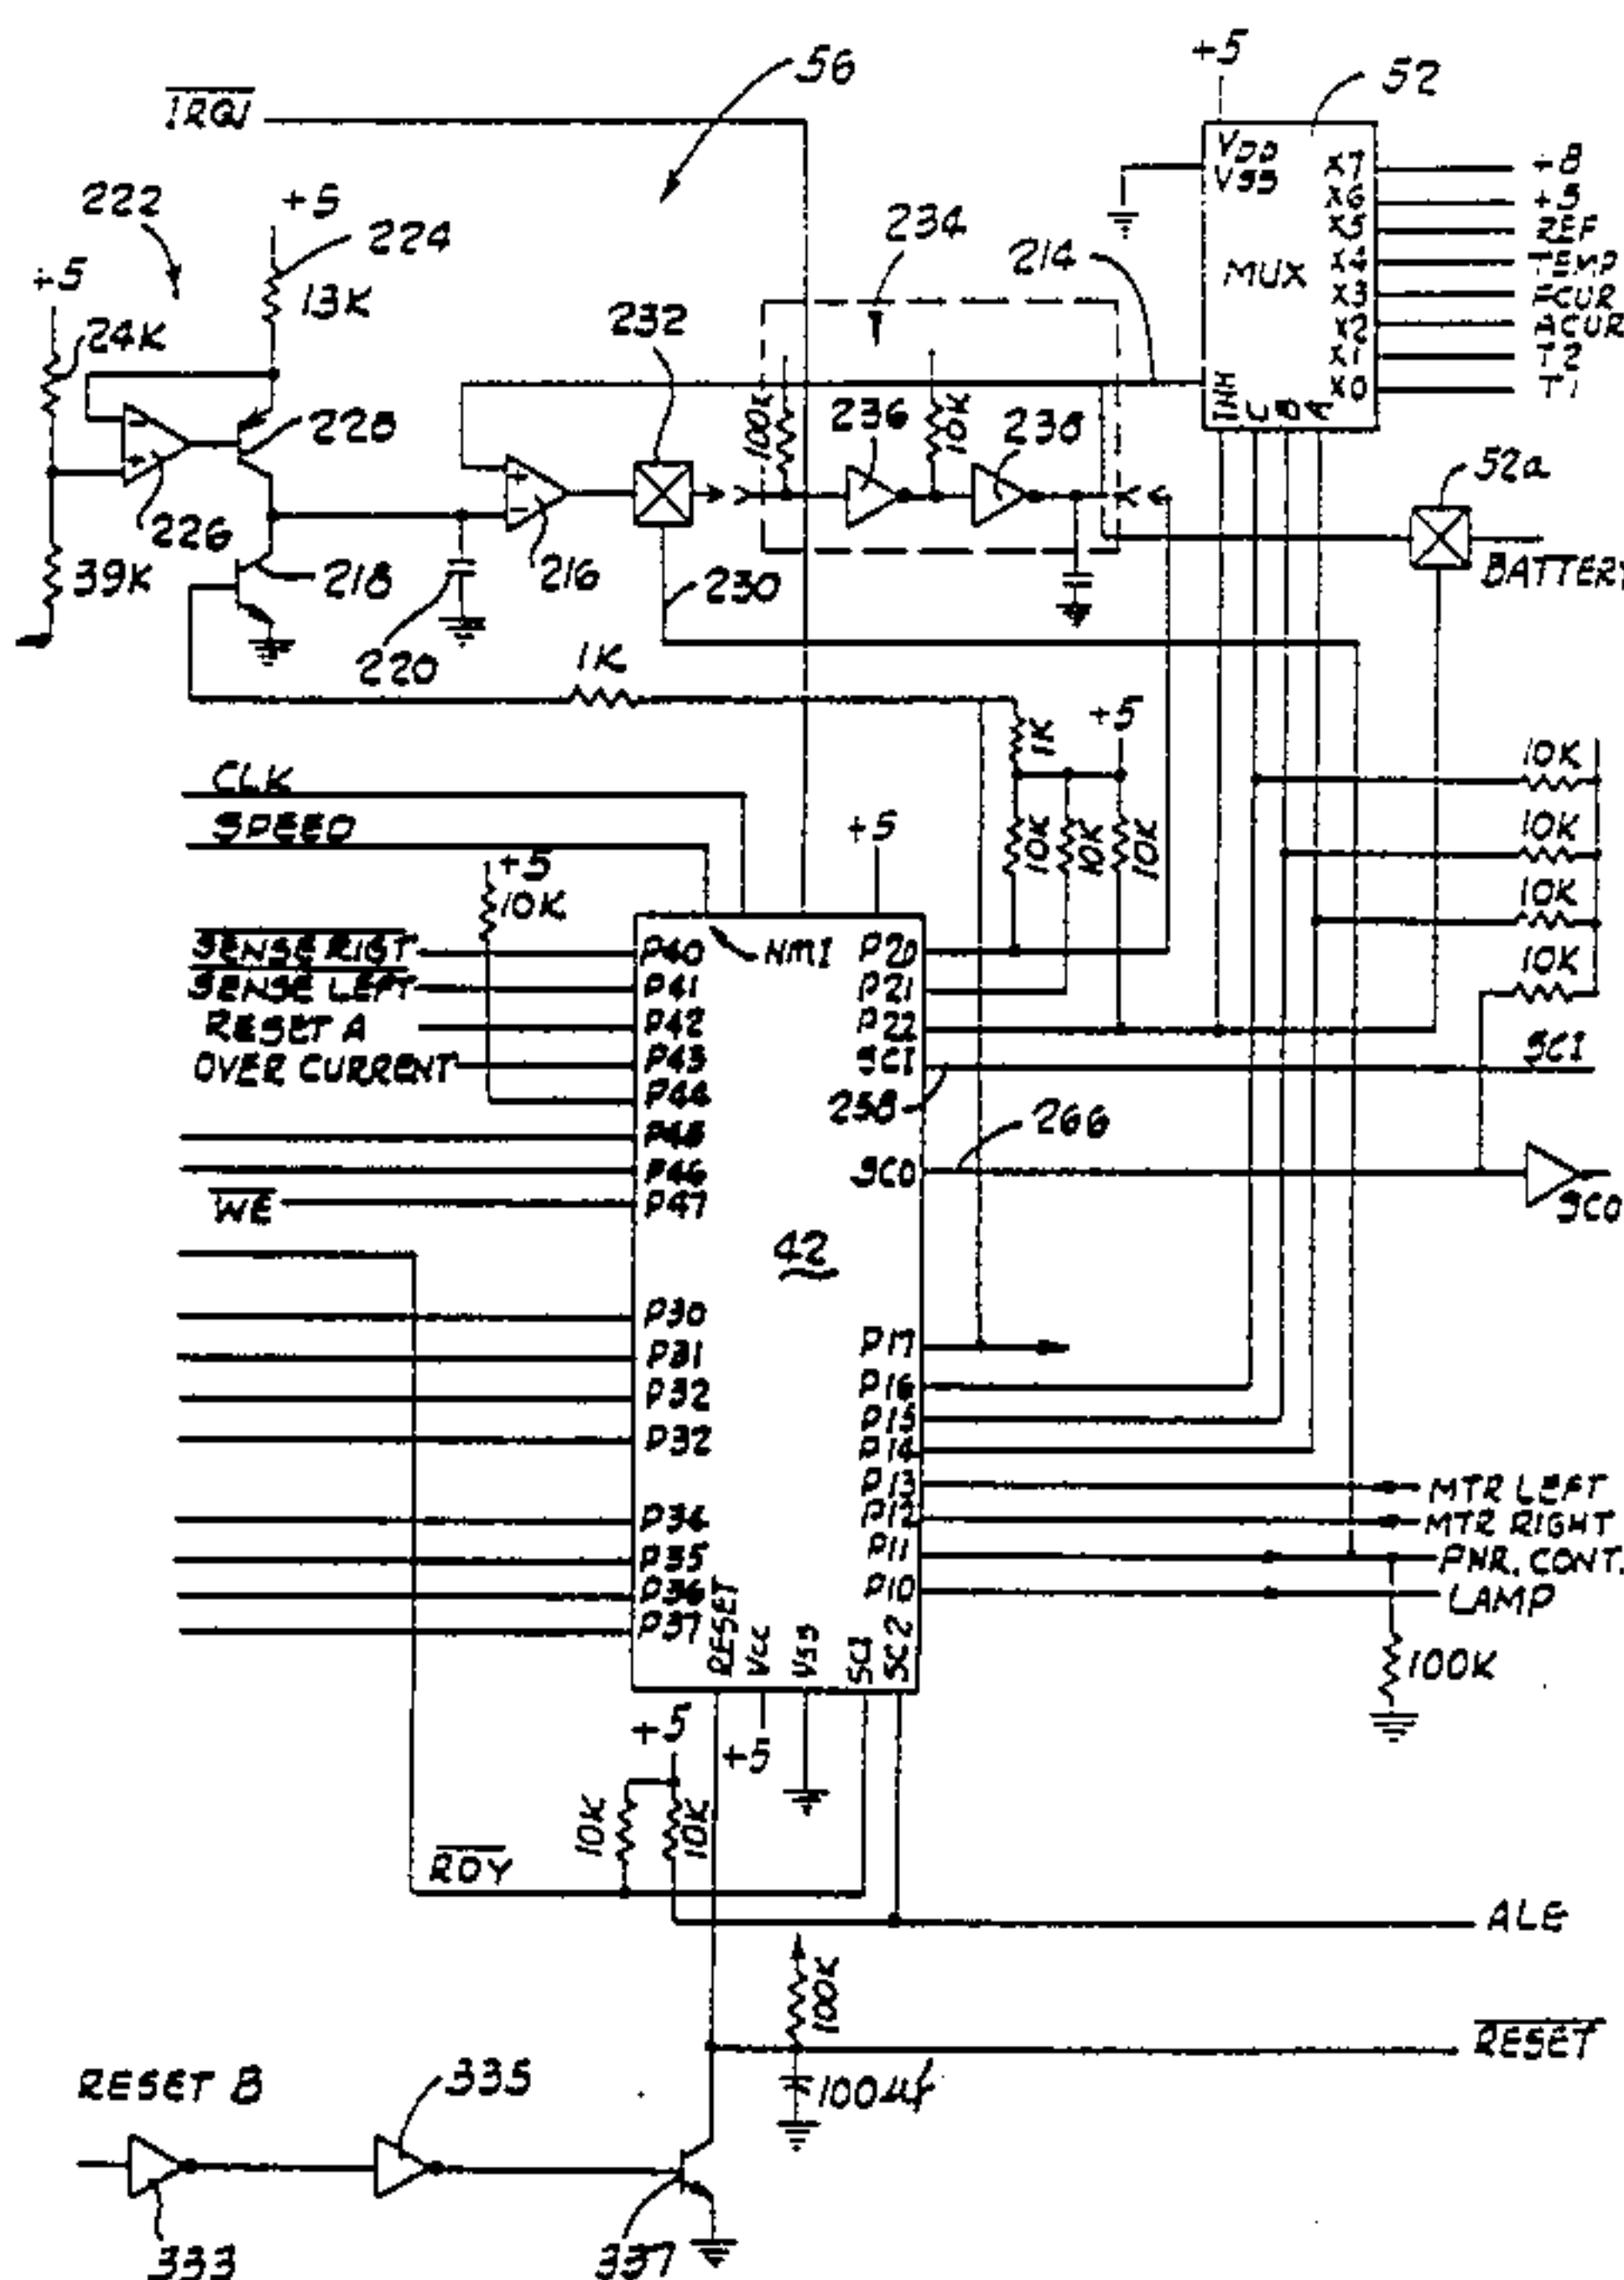 56
+5
52
IRQ1
VDD
VSS
X7
+8
X6
+5
X5
REF
X4
TEMP
X3
X2
X1
T2
X0
T1
MUX
INH
C
B
A
222
+5
224
13K
+5
24K
234
214
232
100K
236
10K
238
228
226
39K
218
220
216
230
52a
BATTERY
1K
1K
+5
10K
10K
10K
10K
10K
10K
10K
CLK
SPEED
+5
10K
+5
NMI
SENSE RIGT
P40
P20
SENSE LEFT
P41
P21
RESET A
P42
P22
OVER CURRENT
P43
SCI
SCI
P44
258
P45
266
P46
SCO
SCO
WE
P47
42
P30
P17
P31
P16
P32
P15
P32
P14
P13
MTR LEFT
P34
P12
MTR RIGHT
P35
P11
PWR. CONT.
P36
P10
LAMP
P37
RESET
VCC
VSS
SC1
SC2
100K
+5
+5
10K
10K
RDY
ALE
100K
RESET
100µf
RESET B
335
333
337